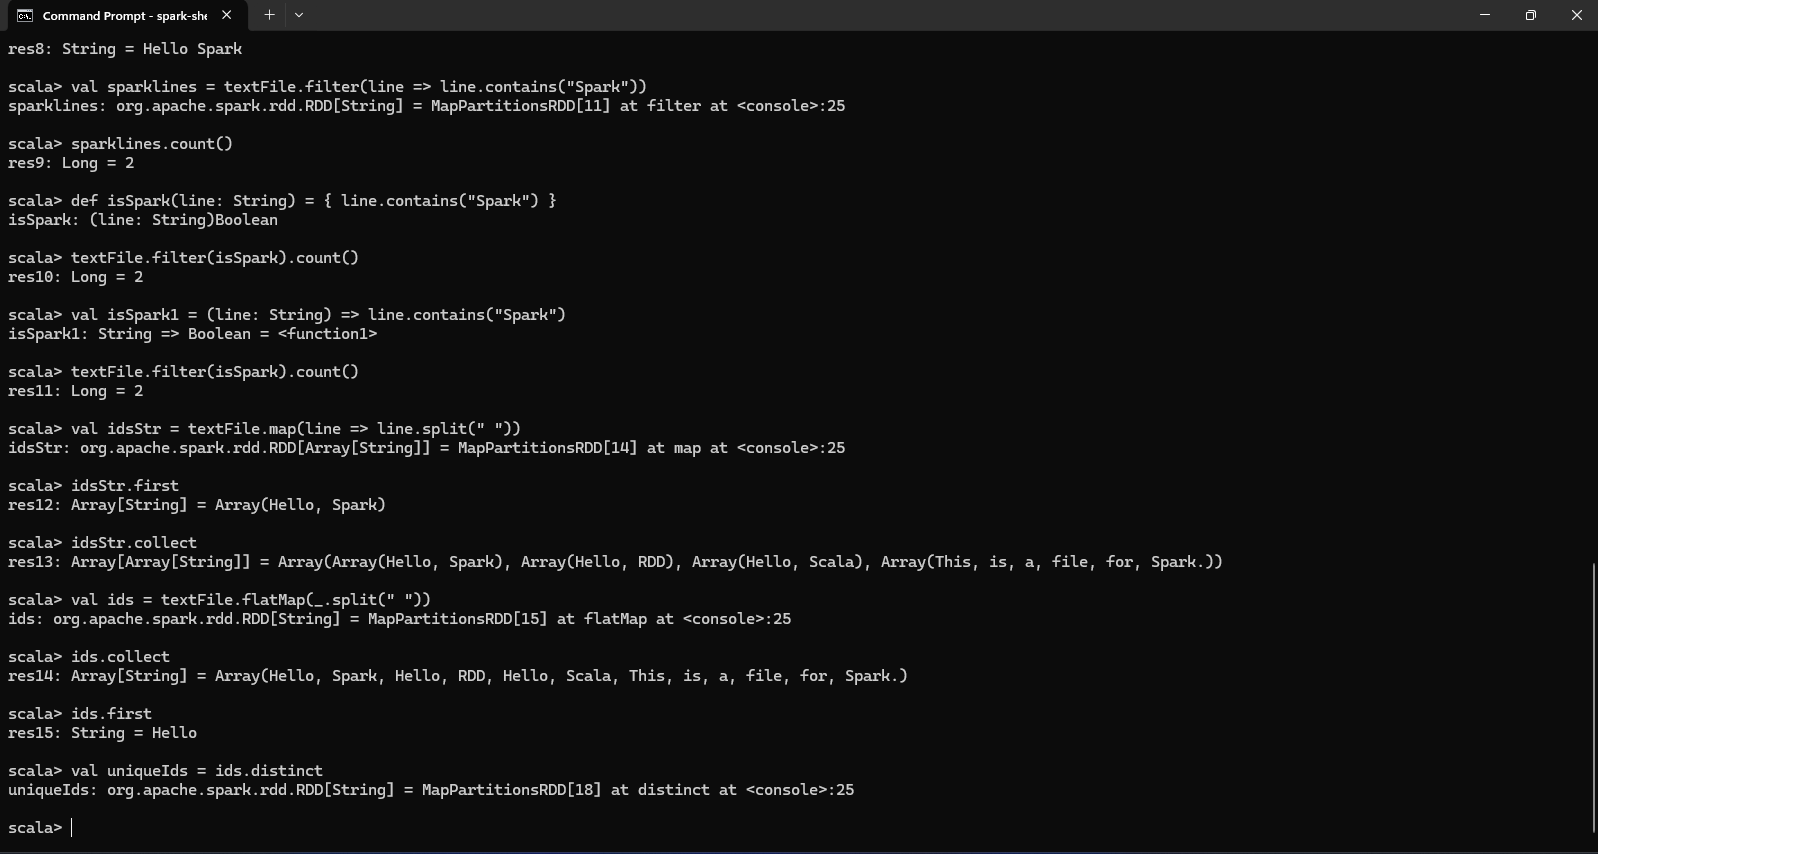 Command Prompt - spark-she
res8: String = Hello Spark
scala> val sparklines = textFile.filter(line => line.contains("Spark"))
sparklines: org.apache.spark.rdd.RDD[String] = MapPartitionsRDD[11] at filter at <console>:25
scala> sparklines.count()
res9: Long = 2
scala> def isSpark(line: String) = { line.contains("Spark") }
isSpark: (line: String)Boolean
scala> textFile.filter(isSpark).count()
res10: Long = 2
scala> val isSpark1 = (line: String) => line.contains("Spark")
isSpark1: String => Boolean = <function1>
scala> textFile.filter(isSpark).count()
res11: Long = 2
scala> val idsStr = textFile.map(line => line.split(" "))
idsStr: org.apache.spark.rdd.RDD[Array[String]] = MapPartitionsRDD[14] at map at <console>:25
scala> idsStr.first
res12: Array[String] = Array(Hello, Spark)
scala> idsStr.collect
res13: Array[Array[String]] = Array(Array(Hello, Spark), Array(Hello, RDD), Array(Hello, Scala), Array(This, is, a, file, for, Spark.))
scala> val ids = textFile.flatMap(_.split(" "))
ids: org.apache.spark.rdd.RDD[String] = MapPartitionsRDD[15] at flatMap at <console>:25
scala> ids.collect
res14: Array[String] = Array(Hello, Spark, Hello, RDD, Hello, Scala, This, is, a, file, for, Spark.)
scala> ids.first
res15: String = Hello
scala> val uniqueIds = ids.distinct
uniqueIds: org.apache.spark.rdd.RDD[String] = MapPartitionsRDD[18] at distinct at <console>:25
scala>